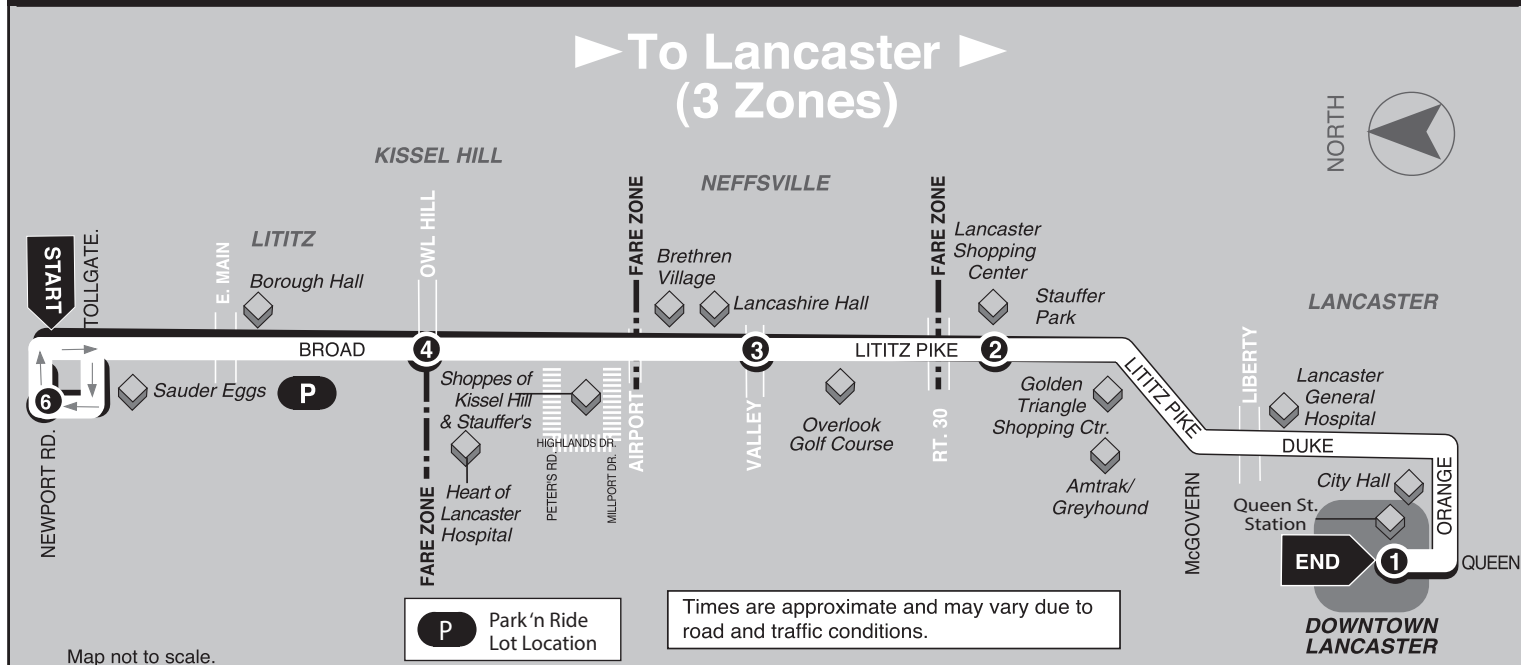 To Lancaster
(3 Zones)
NORTH
KISSEL HILL
NEFFSVILLE
LITITZ
LANCASTER
START
TOLLGATE.
E. MAIN
Borough Hall
OWL HILL
FARE ZONE
Brethren
Village
Lancashire Hall
FARE ZONE
Lancaster
Shopping
Center
Stauffer
Park
BROAD
4
3
LITITZ PIKE
2
LITITZ PIKE
LIBERTY
Lancaster
General
Hospital
6
Sauder Eggs
P
Shoppes of
Kissel Hill
& Stauffer's
HIGHLANDS DR.
PETER'S RD.
MILLPORT DR.
AIRPORT
VALLEY
Overlook
Golf Course
RT. 30
Golden
Triangle
Shopping Ctr.
Amtrak/
Greyhound
DUKE
City Hall
ORANGE
Queen St.
Station
McGOVERN
NEWPORT RD.
FARE ZONE
Heart of
Lancaster
Hospital
END
1
QUEEN
DOWNTOWN
LANCASTER
P
Park 'n Ride
Lot Location
Times are approximate and may vary due to
road and traffic conditions.
Map not to scale.